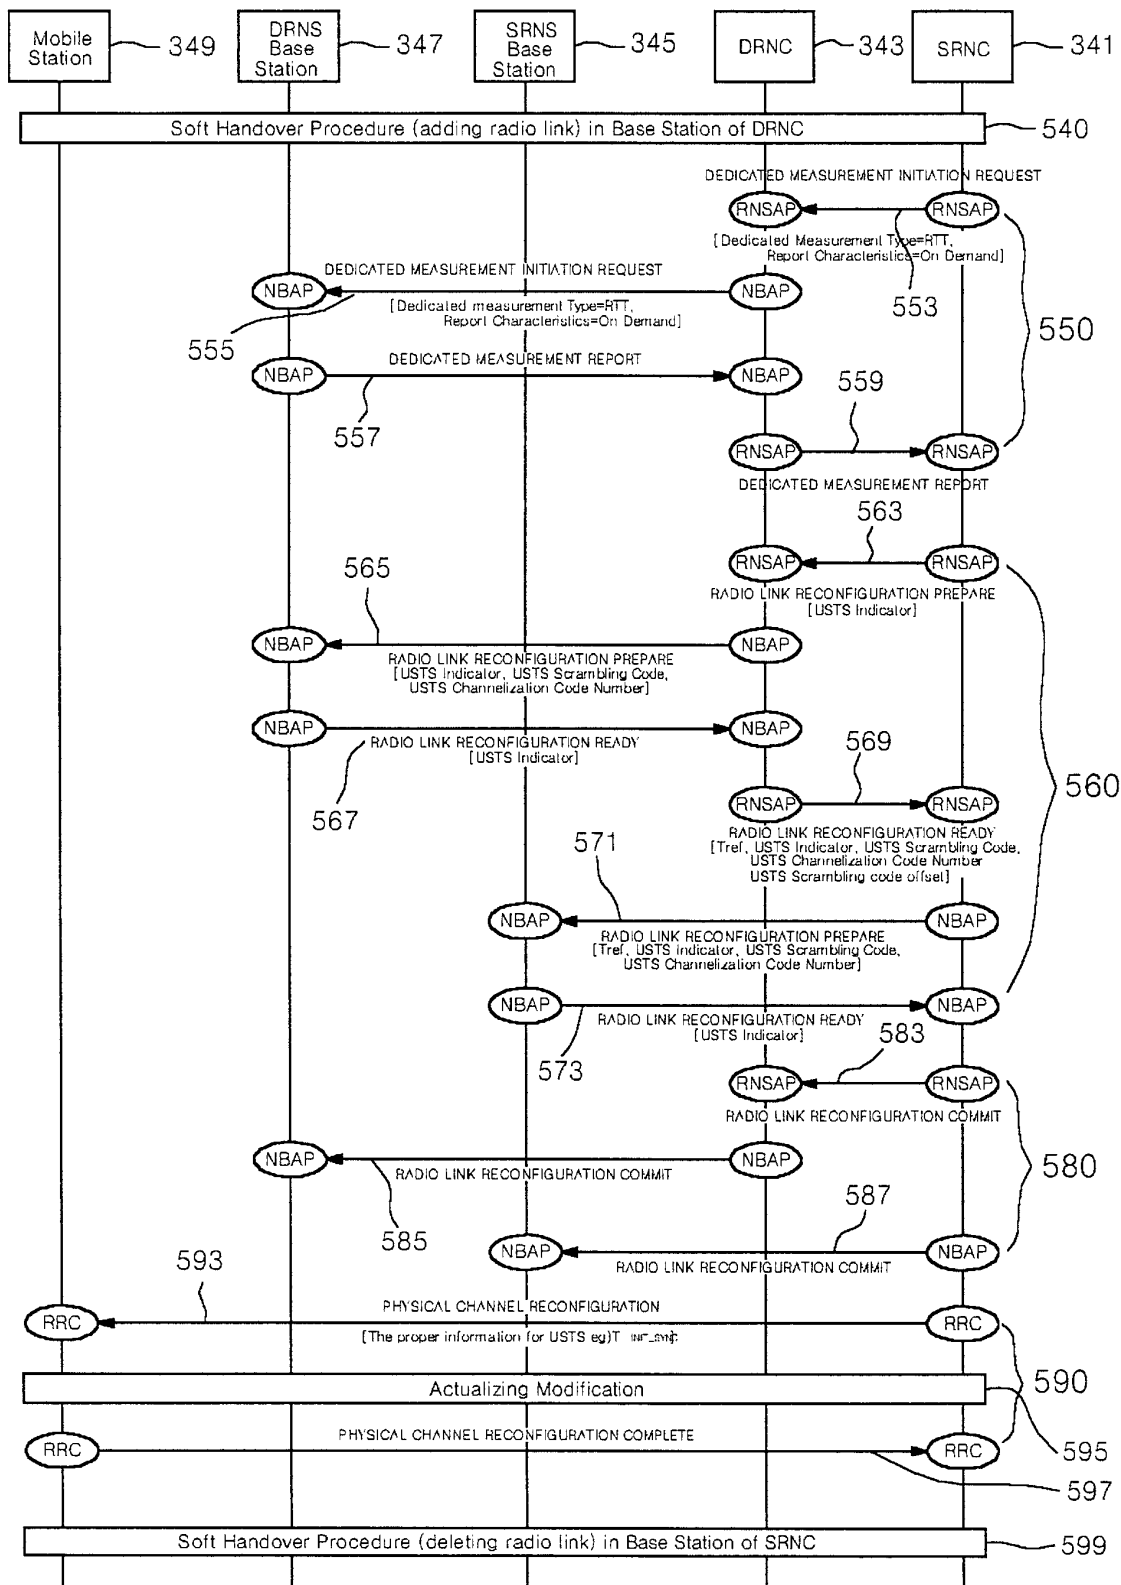 Mobile
Station
349
DRNS
Base
Station
347
SRNS
Base
Station
345
DRNC
343
SRNC
341
Soft Handover Procedure (adding radio link) in Base Station of DRNC
540
DEDICATED MEASUREMENT INITIATION REQUEST
RNSAP
RNSAP
[Dedicated Measurement Type=RTT,
Report Characteristics=On Demand]
553
DEDICATED MEASUREMENT INITIATION REQUEST
NBAP
NBAP
[Dedicated measurement Type=RTT,
Report Characteristics=On Demand]
555
550
DEDICATED MEASUREMENT REPORT
NBAP
NBAP
557
559
RNSAP
RNSAP
DEDICATED MEASUREMENT REPORT
563
RNSAP
RNSAP
RADIO LINK RECONFIGURATION PREPARE
[USTS Indicator]
565
NBAP
NBAP
RADIO LINK RECONFIGURATION PREPARE
[USTS Indicator, USTS Scrambling Code,
USTS Channelization Code Number]
NBAP
NBAP
RADIO LINK RECONFIGURATION READY
[USTS Indicator]
567
569
560
RNSAP
RNSAP
RADIO LINK RECONFIGURATION READY
[Tref, USTS Indicator, USTS Scrambling Code,
USTS Channelization Code Number
USTS Scrambling code offset]
571
NBAP
NBAP
RADIO LINK RECONFIGURATION PREPARE
[Tref, USTS Indicator, USTS Scrambling Code,
USTS Channelization Code Number]
NBAP
NBAP
RADIO LINK RECONFIGURATION READY
[USTS Indicator]
573
583
RNSAP
RNSAP
RADIO LINK RECONFIGURATION COMMIT
NBAP
NBAP
RADIO LINK RECONFIGURATION COMMIT
580
585
587
NBAP
NBAP
RADIO LINK RECONFIGURATION COMMIT
593
PHYSICAL CHANNEL RECONFIGURATION
RRC
RRC
[The proper information for USTS eg)T INIT_SYNC]
590
Actualizing Modification
595
PHYSICAL CHANNEL RECONFIGURATION COMPLETE
RRC
RRC
597
Soft Handover Procedure (deleting radio link) in Base Station of SRNC
599